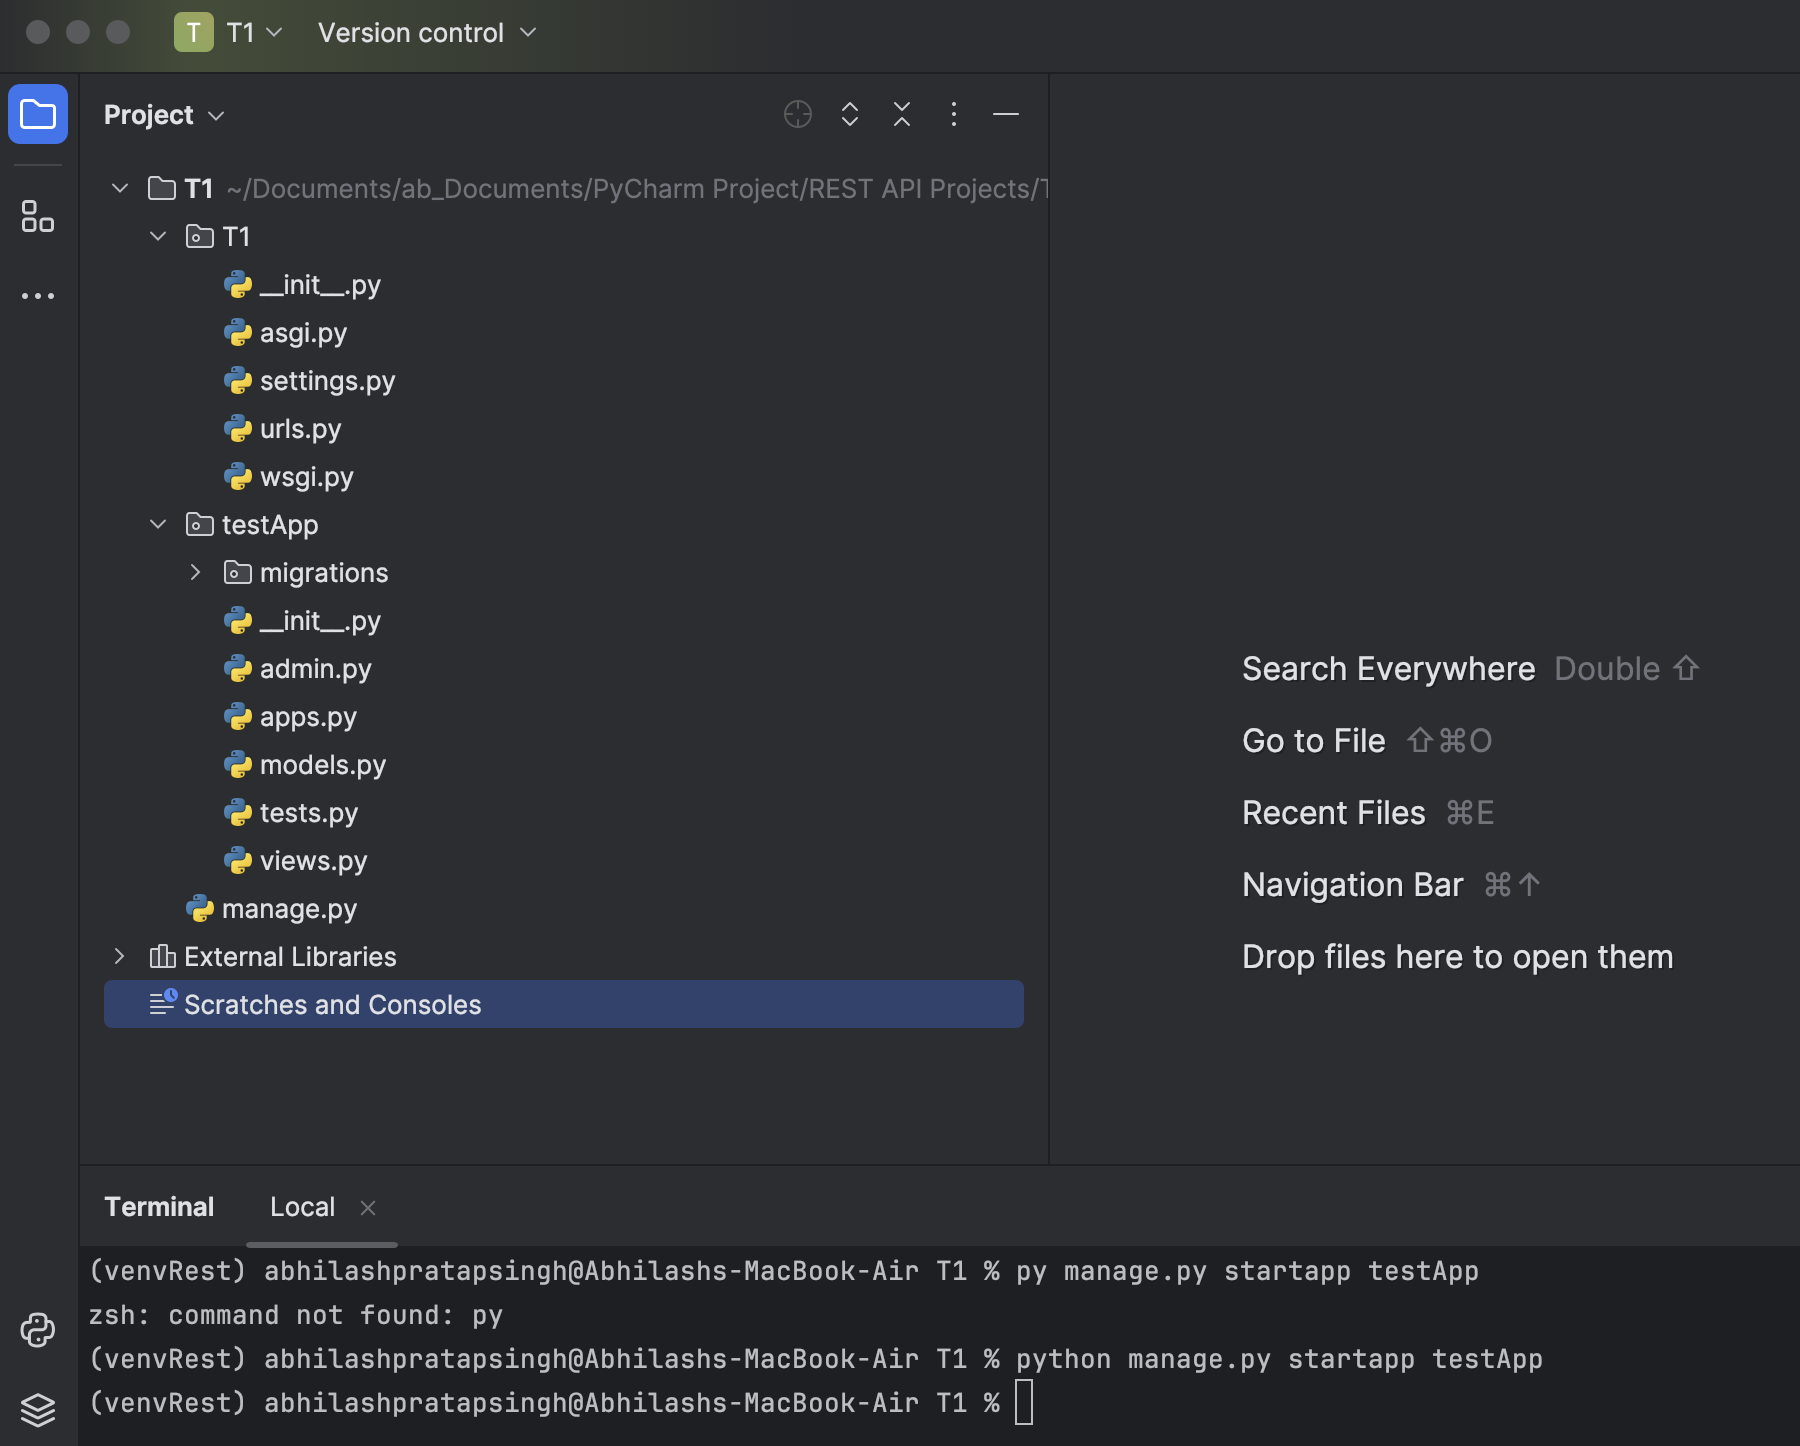 T T1 Version control
Project
T1 ~/Documents/ab_Documents/PyCharm Project/REST API Projects/
T1
__init__.py
asgi.py
settings.py
urls.py
wsgi.py
testApp
migrations
__init__.py
admin.py
apps.py
models.py
tests.py
views.py
manage.py
External Libraries
Scratches and Consoles
Search Everywhere Double ⇧
Go to File ⇧⌘O
Recent Files ⌘E
Navigation Bar ⌘↑
Drop files here to open them
Terminal Local
(venvRest) abhilashpratapsingh@Abhilashs-MacBook-Air T1 % py manage.py startapp testApp
zsh: command not found: py
(venvRest) abhilashpratapsingh@Abhilashs-MacBook-Air T1 % python manage.py startapp testApp
(venvRest) abhilashpratapsingh@Abhilashs-MacBook-Air T1 %